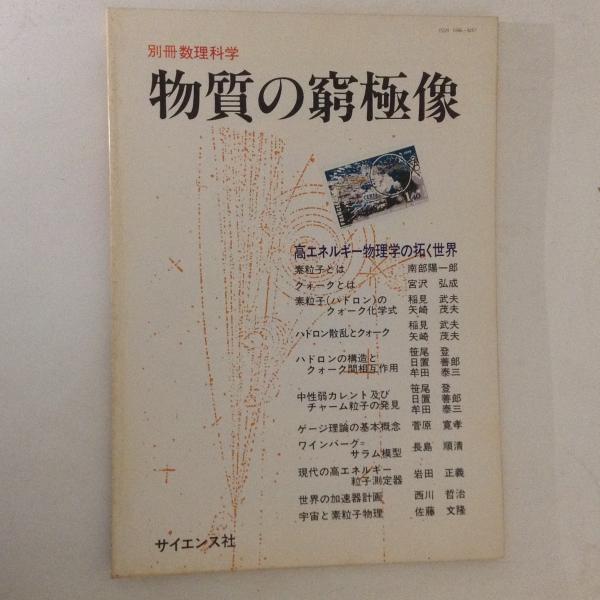 別冊数理科学
物質の窮極像
高エネルギー物理学の拓く世界
素粒子とは 南部陽一郎
クォークとは 宮沢 弘成
素粒子(ハドロン)の 稲見 武夫
クォーク化学式 矢崎 茂夫
ハドロン散乱とクォーク 稲見 武夫
矢崎 茂夫
ハドロンの構造と 笹尾 登
クォーク間相互作用 日置 善郎
牟田 泰三
中性弱カレント及び 笹尾 登
チャーム粒子の発見 日置 善郎
牟田 泰三
ゲージ理論の基本概念 菅原 寛孝
ワインバーグ= 長島 順清
サラム模型
現代の高エネルギー 岩田 正義
粒子測定器
世界の加速器計画 西川 哲治
宇宙と素粒子物理 佐藤 文隆
サイエンス社